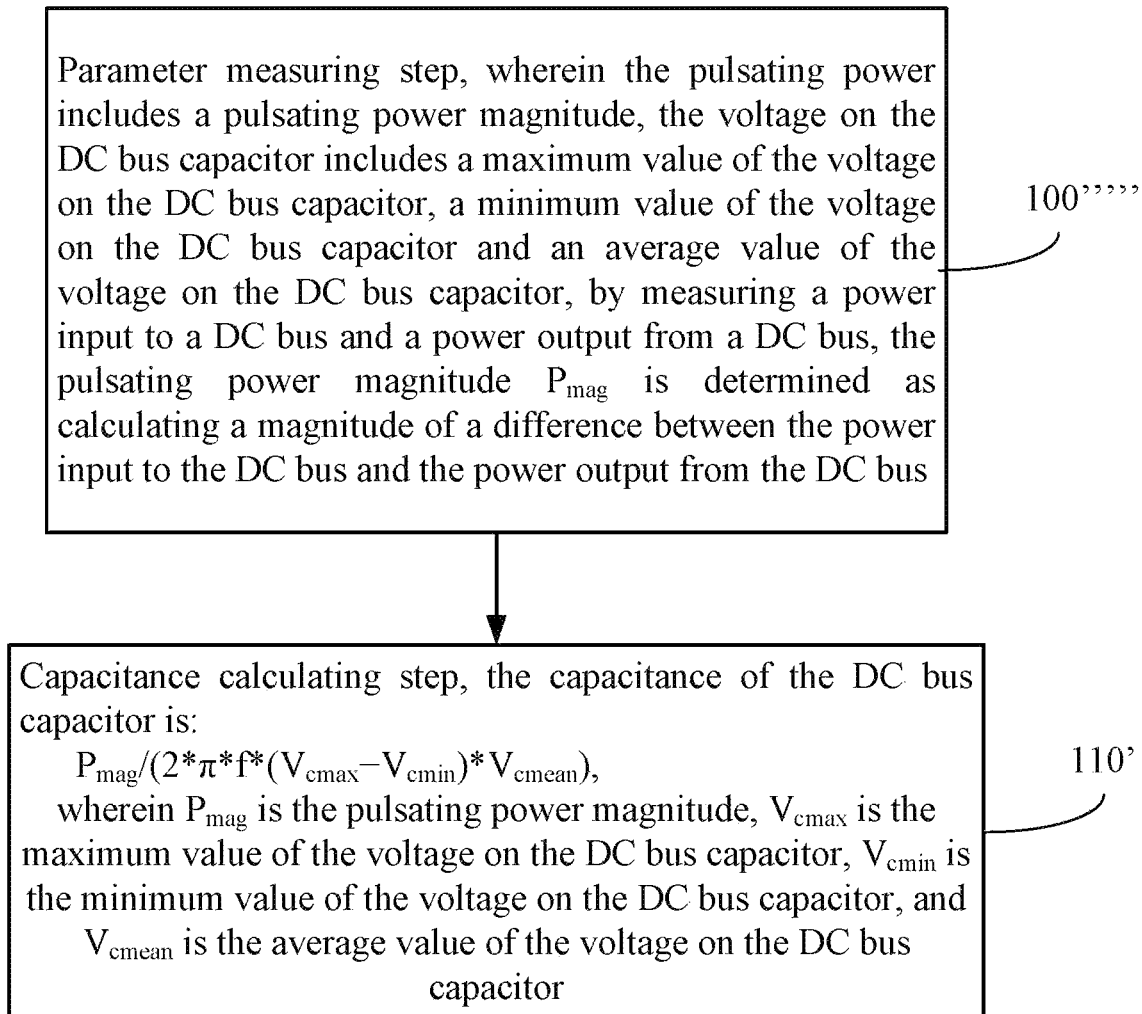 Parameter measuring step, wherein the pulsating power
includes a pulsating power magnitude, the voltage on the
DC bus capacitor includes a maximum value of the voltage
on the DC bus capacitor, a minimum value of the voltage
on the DC bus capacitor and an average value of the
voltage on the DC bus capacitor, by measuring a power
input to a DC bus and a power output from a DC bus, the
pulsating power magnitude Pmag is determined as
calculating a magnitude of a difference between the power
input to the DC bus and the power output from the DC bus
100’’’’’
Capacitance calculating step, the capacitance of the DC bus
capacitor is:
Pmag/(2*π*f*(Vcmax−Vcmin)*Vcmean),
wherein Pmag is the pulsating power magnitude, Vcmax is the
maximum value of the voltage on the DC bus capacitor, Vcmin is
the minimum value of the voltage on the DC bus capacitor, and
Vcmean is the average value of the voltage on the DC bus
capacitor
110’